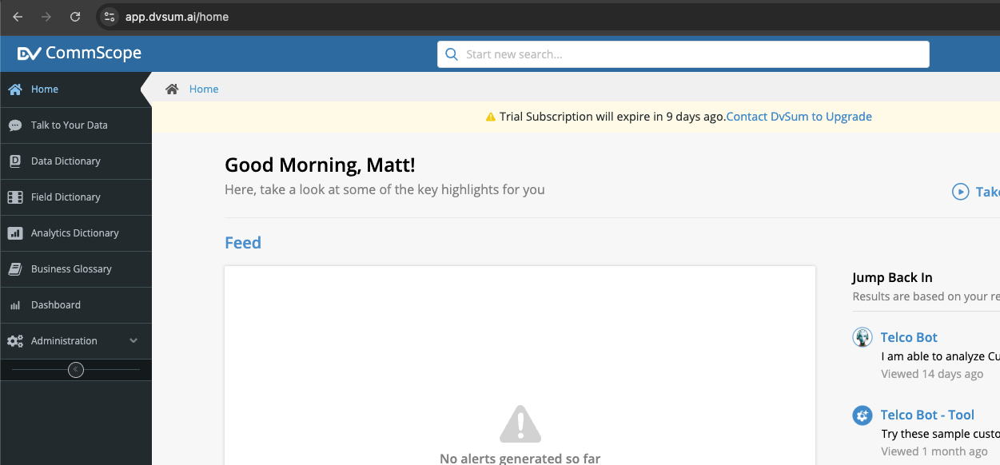 app.dvsum.ai/home
DV CommScope
Start new search...
Home
Talk to Your Data
Data Dictionary
Field Dictionary
Analytics Dictionary
Business Glossary
Dashboard
Administration
Home
Trial Subscription will expire in 9 days ago.Contact DvSum to Upgrade
Good Morning, Matt!
Here, take a look at some of the key highlights for you
Feed
No alerts generated so far
Jump Back In
Results are based on your
Telco Bot
I am able to analyze
Viewed 14 days ago
Telco Bot - Tool
Try these sample
Viewed 1 month ago